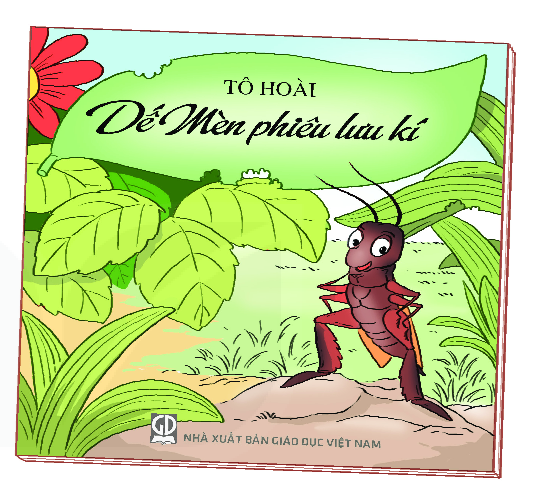 TÔ HOÀI
Dế Mèn phiêu lưu kí
GD
NHÀ XUẤT BẢN GIÁO DỤC VIỆT NAM